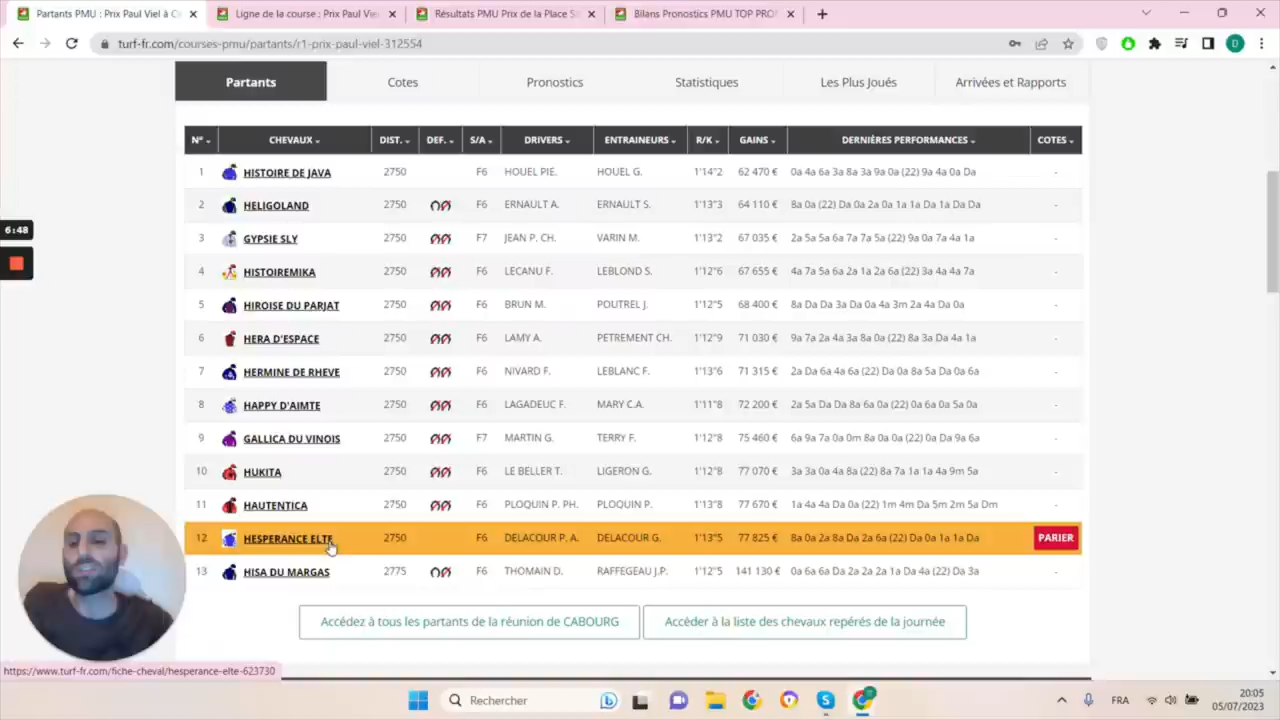 Partants PMU : Prix Paul Viel à C
Ligne de la course : Prix Paul Vie
Résultats PMU Prix de la Place St
Bilans Pronostics PMU TOP PRO
turf-fr.com/courses-pmu/partants/r1-prix-paul-viel-312554
D
Partants Cotes Pronostics Statistiques Les Plus Joués Arrivées et Rapports
N° CHEVAUX DIST. DEF. S/A DRIVERS ENTRAINEURS R/K GAINS DERNIÈRES PERFORMANCES COTES
1 HISTOIRE DE JAVA 2750 F6 HOUEL PIE. HOUEL G. 1'14"2 62 470 € 0a 4a 6a 3a 8a 3a 9a 0a (22) 9a 4a 0a Da -
2 HELIGOLAND 2750 F6 ERNAULT A. ERNAULT S. 1'13"3 64 110 € 8a 0a (22) Da 0a 2a 0a 1a 1a Da 1a Da Da -
3 GYPSIE SLY 2750 F7 JEAN P. CH. VARIN M. 1'13"2 67 035 € 2a 5a 5a 6a 7a 7a 5a (22) 9a 0a 7a 4a 1a -
4 HISTOIREMIKA 2750 F6 LECANU F. LEBLOND S. 1'12"6 67 655 € 4a 7a 5a 6a 2a 1a 2a 6a (22) 3a 4a 4a 7a -
5 HIROISE DU PARJAT 2750 F6 BRUN M. POUTREL J. 1'12"5 68 400 € 8a Da Da 3a Da 0a 4a 3m 2a 4a Da 0a -
6 HERA D'ESPACE 2750 F6 LAMY A. PETREMENT CH. 1'12"9 71 030 € 9a 7a 2a 4a 3a 8a 0a (22) 8a 3a Da 4a 1a -
7 HERMINE DE RHEVE 2750 F6 NIVARD F. LEBLANC F. 1'13"6 71 315 € 2a Da 6a 4a 6a (22) Da 0a 8a 5a Da 0a 6a -
8 HAPPY D'AIMTE 2750 F6 LAGADEUC F. MARY C.A. 1'11"8 72 200 € 2a 5a Da Da 8a 6a 0a (22) 0a 6a 0a 5a 0a -
9 GALLICA DU VINOIS 2750 F7 MARTIN G. TERRY F. 1'12"8 75 460 € 6a 9a 7a 0a 0m 8a 0a 0a (22) 0a Da 9a 6a -
10 HUKITA 2750 F6 LE BELLER T. LIGERON G. 1'12"8 77 070 € 3a 3a 0a 4a 8a (22) 8a 7a 1a 1a 4a 9m 5a -
11 HAUTENTICA 2750 F6 PLOQUIN P. PH. PLOQUIN P. 1'13"8 77 670 € 1a 4a 4a Da 0a (22) 1m 4m Da 5m 2m 5a Dm -
12 HESPERANCE ELTE 2750 F6 DELACOUR P. A. DELACOUR G. 1'13"5 77 825 € 8a 0a 2a 8a Da 2a 6a (22) Da 0a 1a 1a Da PARIER
13 HISA DU MARGAS 2775 F6 THOMAIN D. RAFFEGEAU J.P. 1'12"5 141 130 € 0a 6a 6a Da 2a 2a 2a 1a Da 4a (22) Da 3a -
6:48
Accédez à tous les partants de la réunion de CABOURG Accéder à la liste des chevaux repérés de la journée
https://www.turf-fr.com/fiche-cheval/hesperance-elte-623730
Rechercher
FRA
20:05
05/07/2023